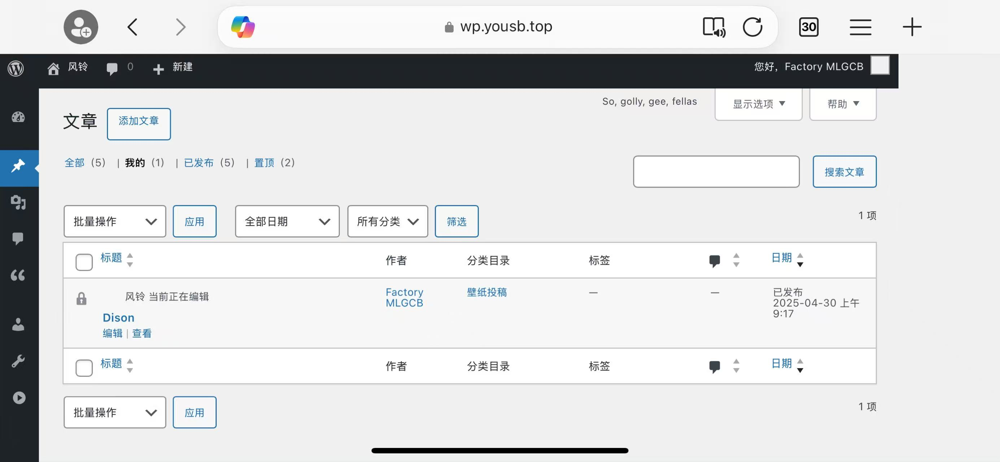 wp.yousb.top
30
风铃
0
新建
您好，Factory MLGCB
So, golly, gee, fellas
显示选项
帮助
文章
添加文章
全部 (5) | 我的 (1) | 已发布 (5) | 置顶 (2)
搜索文章
批量操作
应用
全部日期
所有分类
筛选
1 项
标题
作者
分类目录
标签
日期
风铃 当前正在编辑
Dison
编辑 | 查看
Factory
MLGCB
壁纸投稿
—
—
已发布
2025-04-30 上午
9:17
标题
作者
分类目录
标签
日期
批量操作
应用
1 项